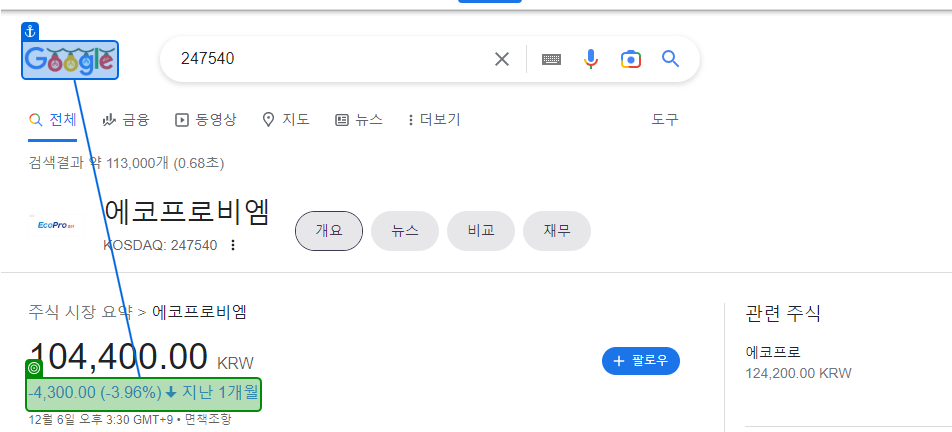 Google
247540
전체 금융 동영상 지도 뉴스 더보기 도구
검색결과 약 113,000개 (0.68초)
EcoPro
에코프로비엠
KOSDAQ: 247540
개요 뉴스 비교 재무
주식 시장 요약 > 에코프로비엠
104,400.00 KRW
+ 팔로우
-4,300.00 (-3.96%) 지난 1개월
12월 6일 오후 3:30 GMT+9 • 면책조항
관련 주식
에코프로
124,200.00 KRW